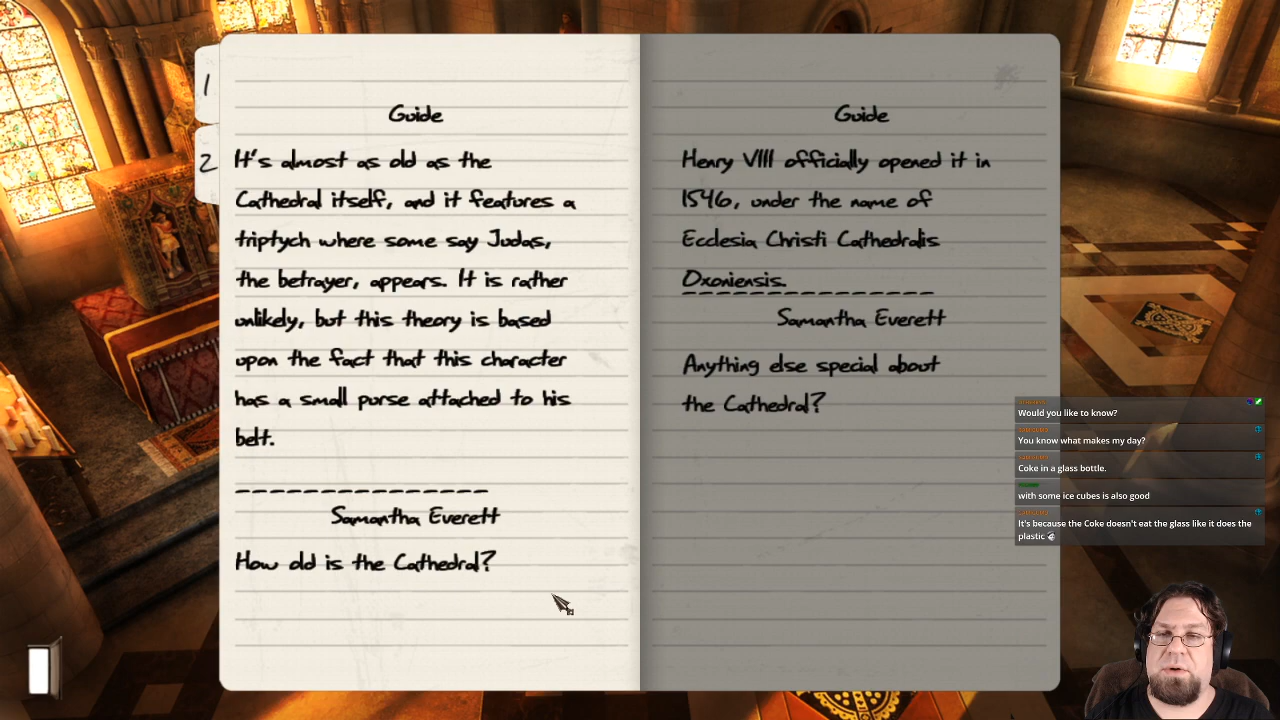 1
2
Guide
It's almost as old as the
Cathedral itself, and it features a
triptych where some say Judas,
the betrayer, appears. It is rather
unlikely, but this theory is based
upon the fact that this character
has a small purse attached to his
belt.
Samantha Everett
How old is the Cathedral?
Guide
Henry VIII officially opened it in
1546, under the name of
Ecclesia Christi Cathedralis
Oxoniensis.
Samantha Everett
Anything else special about
the Cathedral?
Would you like to know?
You know what makes my day?
Coke in a glass bottle.
with some ice cubes is also good
It's because the Coke doesn't eat the glass like it does the
plastic